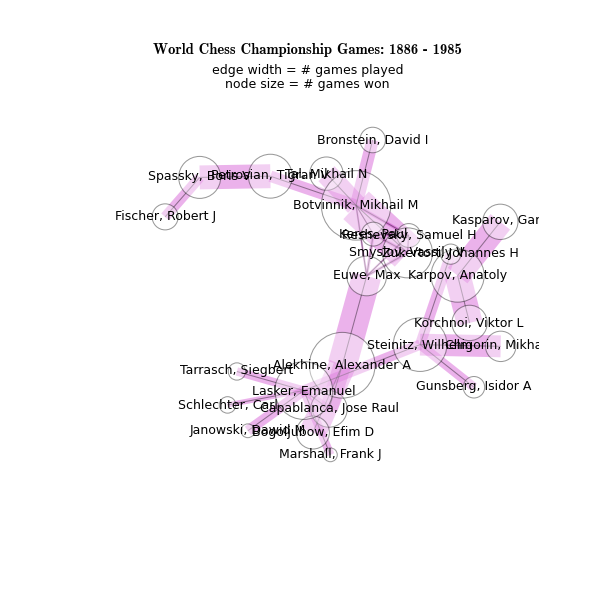 World Chess Championship Games: 1886 - 1985
edge width = # games played
node size = # games won
Bronstein, David I
Tal, Mikhail N
Petrosian, Tigran V
Spassky, Boris V
Botvinnik, Mikhail M
Fischer, Robert J
Kasparov, Gar
Keres, Paul
Reshevsky, Samuel H
Smyslov, Vassily V
Zukertort, Johannes H
Euwe, Max
Karpov, Anatoly
Korchnoi, Viktor L
Steinitz, Wilhelm
Chigorin, Mikha
Alekhine, Alexander A
Tarrasch, Siegbert
Gunsberg, Isidor A
Lasker, Emanuel
Schlechter, Carl
Capablanca, Jose Raul
Janowski, Dawid M
Bogoljubow, Efim D
Marshall, Frank J